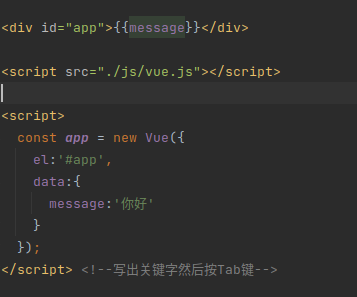 <div id="app">{{message}}</div>
<script src="./js/vue.js"></script>
<script>
const app = new Vue({
el:'#app',
data:{
message:'你好'
}
});
</script> <!--写出关键字然后按Tab键-->